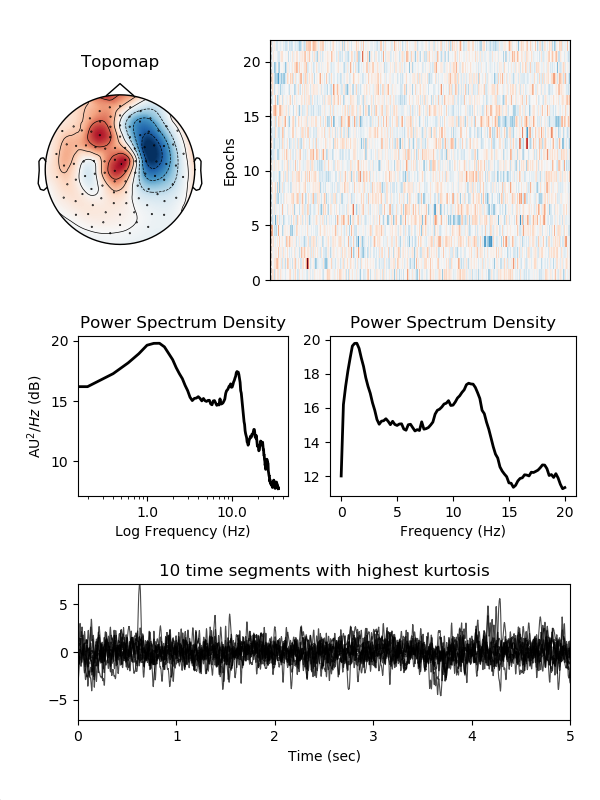 Topomap
Epochs
20
15
10
5
0
Power Spectrum Density
AU²/Hz (dB)
20
15
10
1.0 10.0
Log Frequency (Hz)
Power Spectrum Density
20
18
16
14
12
0 5 10 15 20
Frequency (Hz)
10 time segments with highest kurtosis
5
0
−5
0 1 2 3 4 5
Time (sec)